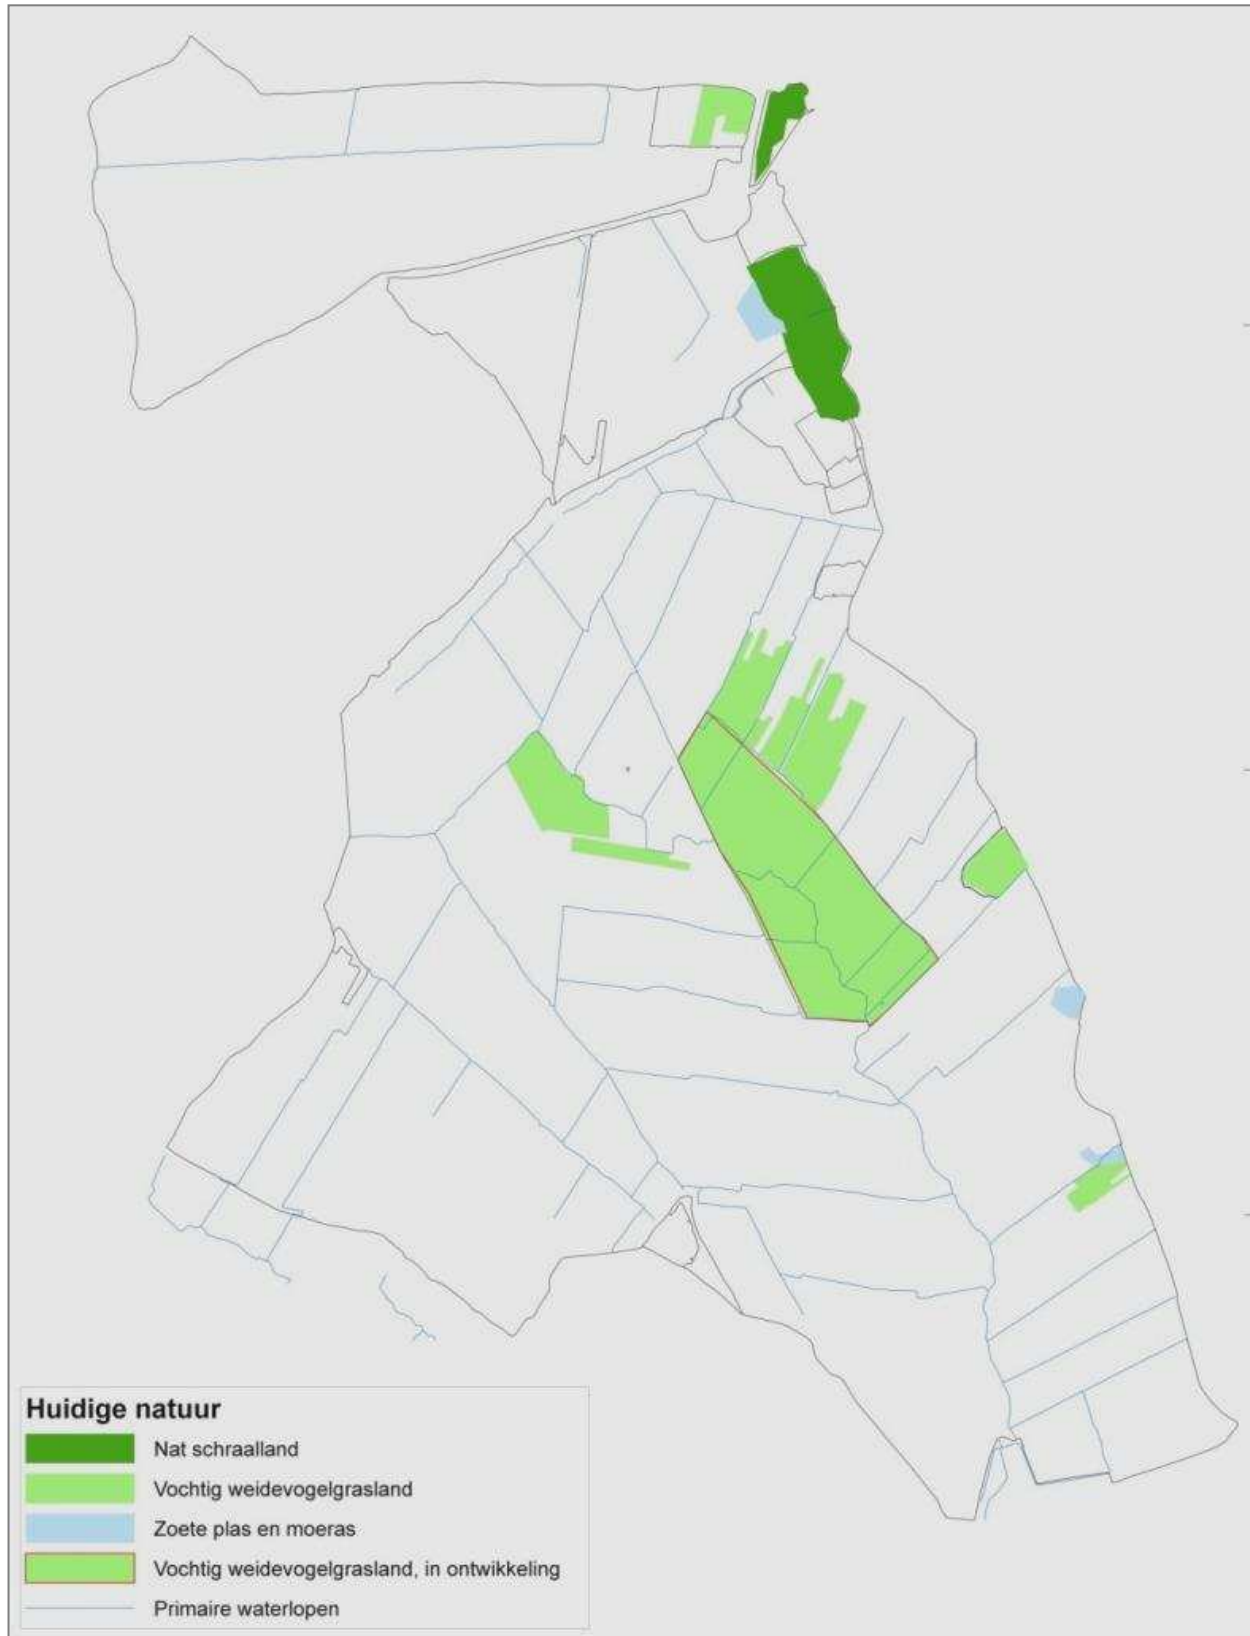 Huidige natuur
Nat schraalland
Vochtig weidevogelgrasland
Zoete plas en moeras
Vochtig weidevogelgrasland, in ontwikkeling
Primaire waterlopen